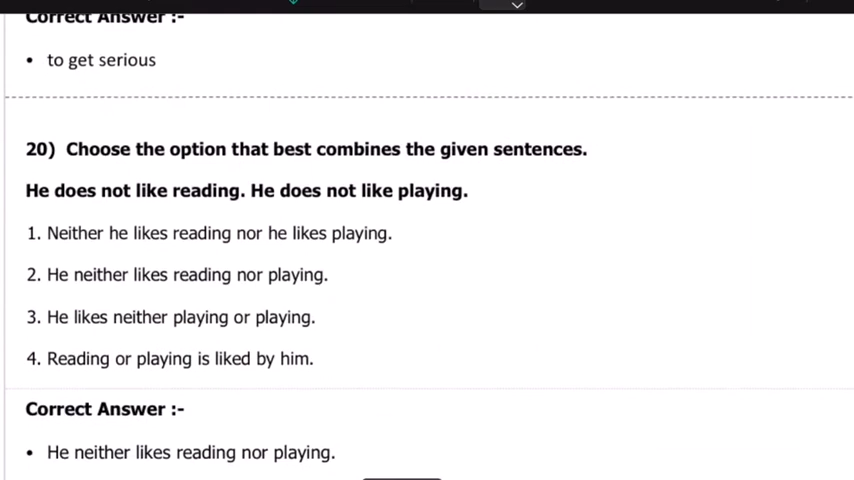 Correct Answer :-
• to get serious
20) Choose the option that best combines the given sentences.
He does not like reading. He does not like playing.
1. Neither he likes reading nor he likes playing.
2. He neither likes reading nor playing.
3. He likes neither playing or playing.
4. Reading or playing is liked by him.
Correct Answer :-
• He neither likes reading nor playing.